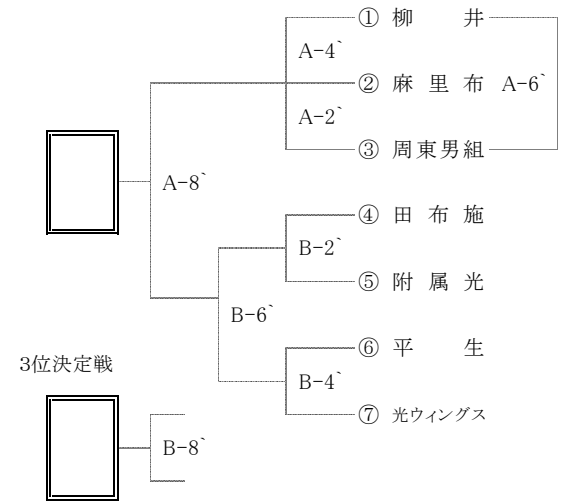 ① 柳 井
A-4`
② 麻 里 布 A-6`
A-2`
③ 周東男組
A-8`
④ 田 布 施
B-2`
⑤ 附 属 光
B-6`
⑥ 平 生
3位決定戦
B-4`
⑦ 光ウィングス
B-8`